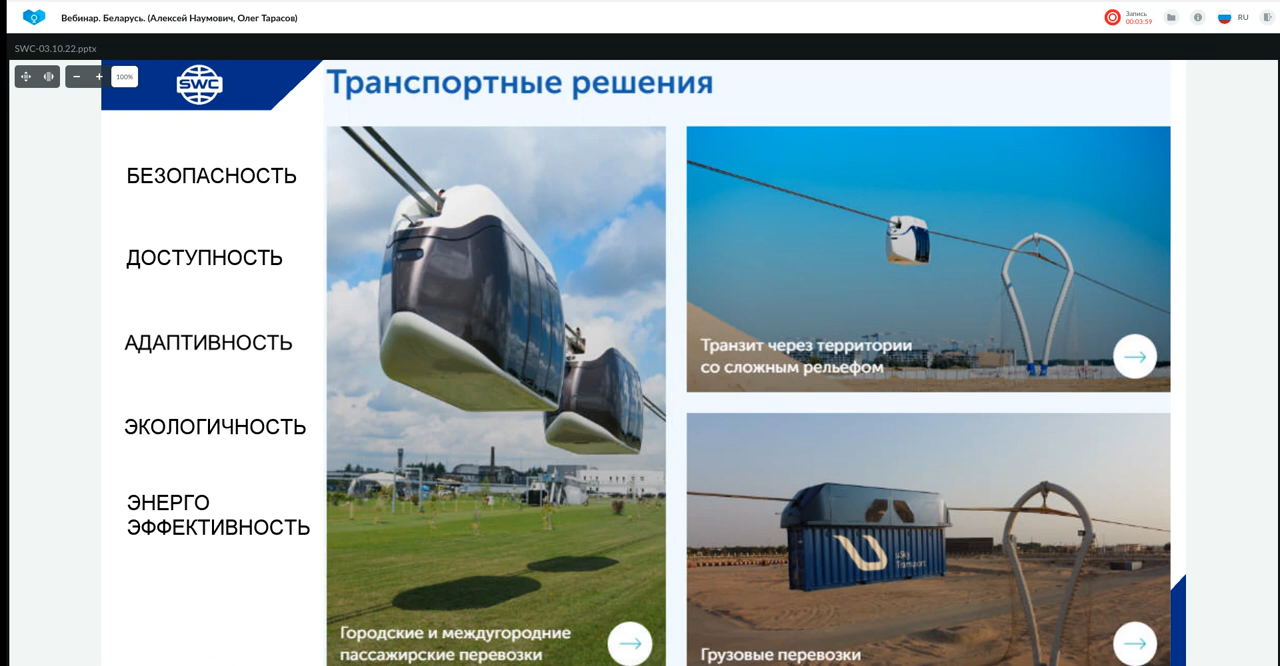 Вебинар. Беларусь. (Алексей Наумович, Олег Тарасов)
Запись
00:03:59
RU
SWC-03.10.22.pptx
100%
SWC
Транспортные решения
БЕЗОПАСНОСТЬ
ДОСТУПНОСТЬ
АДАПТИВНОСТЬ
ЭКОЛОГИЧНОСТЬ
ЭНЕРГО
ЭФФЕКТИВНОСТЬ
Городские и междугородние
пассажирские перевозки
Транзит через территории
со сложным рельефом
uSky
Transport
Грузовые перевозки